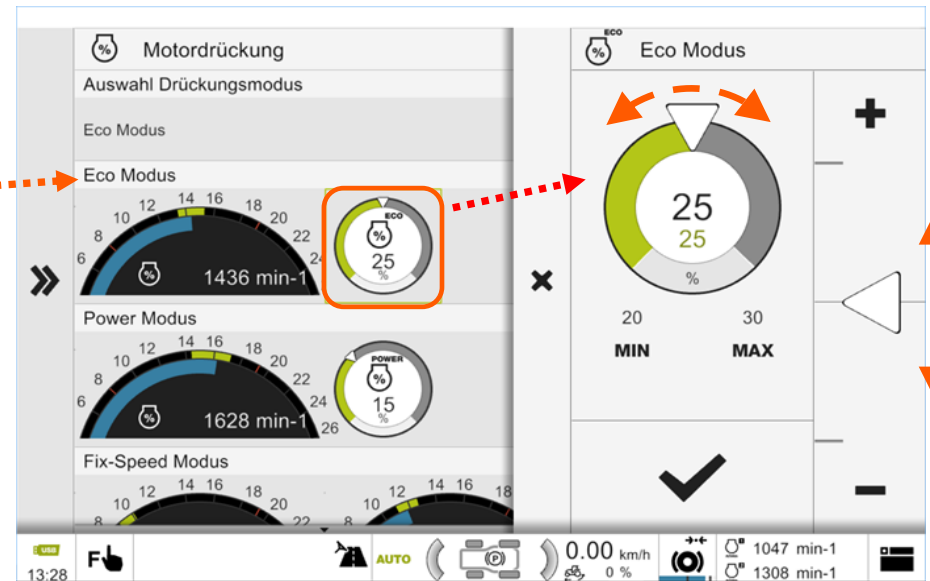 % Motordrückung
Auswahl Drückungsmodus
Eco Modus
Eco Modus
6 8 10 12 14 16 18 20 22 24
% 1436 min-1
ECO
%
25
%
Power Modus
6 8 10 12 14 16 18 20 22 24 26
% 1628 min-1
POWER
%
15
%
Fix-Speed Modus
8 10 12 14 16 18 20 22
10 12 14 16 18
ECO
% Eco Modus
25
25
%
20 30
MIN MAX
usa
13:28
F
AUTO
(P)
0.00 km/h
0 %
1047 min-1
1308 min-1